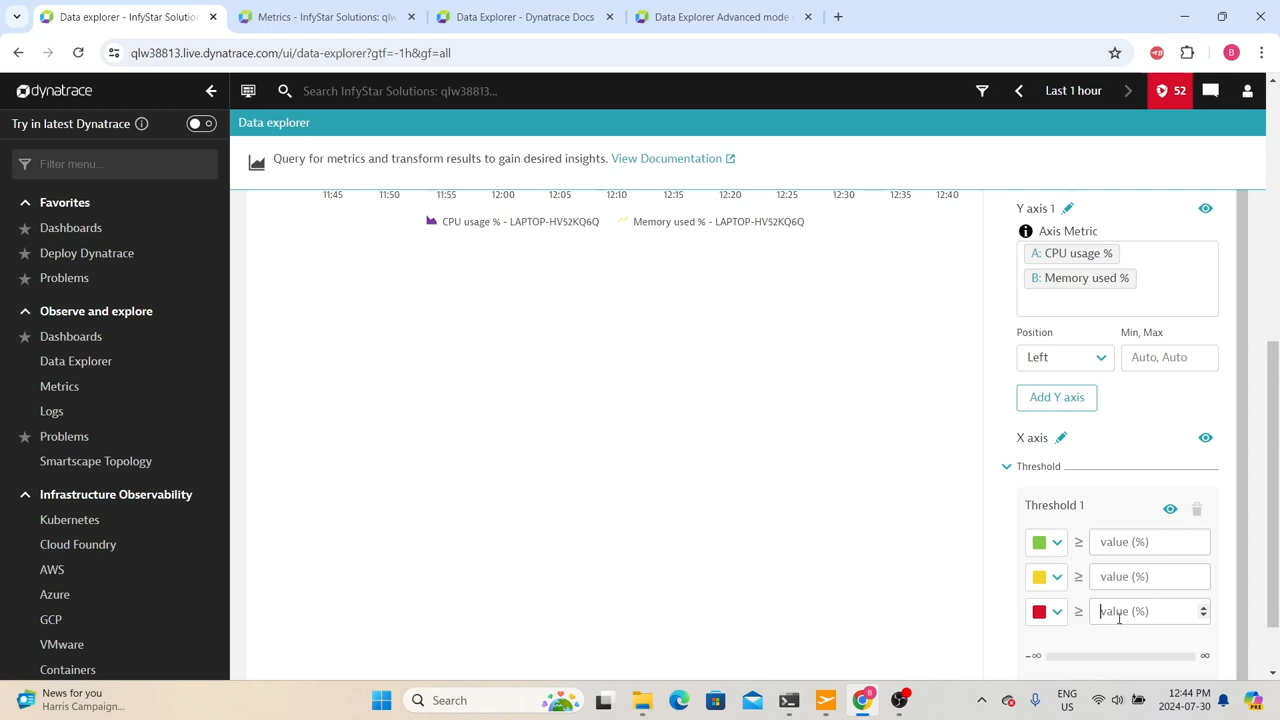 Data explorer - InfyStar Solution:
Metrics - InfyStar Solutions: qlw
Data Explorer - Dynatrace Docs
Data Explorer Advanced mode
qlw38813.live.dynatrace.com/ui/data-explorer?gtf=-1h&gf=all
B
dynatrace
Search InfyStar Solutions: qlw38813...
Last 1 hour
52
Try in latest Dynatrace
Data explorer
Filter menu...
Query for metrics and transform results to gain desired insights. View Documentation
Favorites
Dashboards
Deploy Dynatrace
Problems
Observe and explore
Dashboards
Data Explorer
Metrics
Logs
Problems
Smartscape Topology
Infrastructure Observability
Kubernetes
Cloud Foundry
AWS
Azure
GCP
VMware
Containers
11:45 11:50 11:55 12:00 12:05 12:10 12:15 12:20 12:25 12:30 12:35 12:40
CPU usage % - LAPTOP-HV52KQ6Q Memory used % - LAPTOP-HV52KQ6Q
Y axis 1
Axis Metric
A: CPU usage %
B: Memory used %
Position Min, Max
Left Auto, Auto
Add Y axis
X axis
Threshold
Threshold 1
≥ value (%)
≥ value (%)
≥ value (%)
-∞ ∞
News for you
Harris Campaign...
Search
B
ENG
US
12:44 PM
2024-07-30
PRE